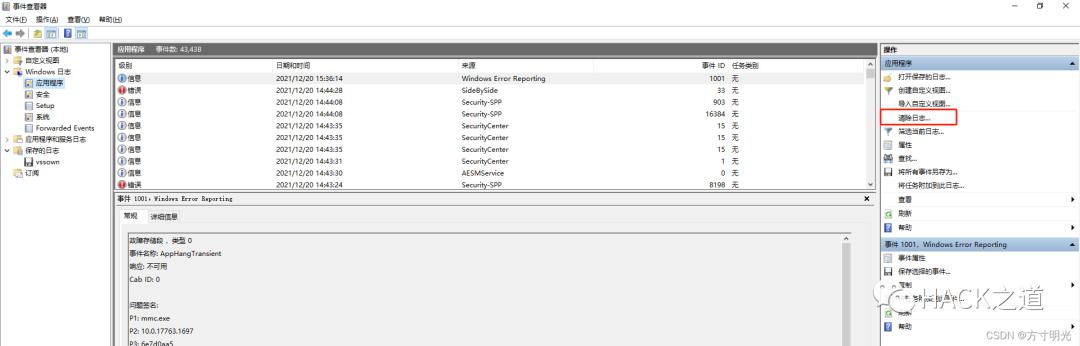 事件查看器
文件(F) 操作(A) 查看(V) 帮助(H)
事件查看器 (本地)
自定义视图
Windows 日志
应用程序
安全
Setup
系统
Forwarded Events
应用程序和服务日志
保存的日志
vssown
订阅
应用程序 事件数: 43,438
级别 日期和时间 来源 事件 ID 任务类别
信息 2021/12/20 15:36:14 Windows Error Reporting 1001 无
错误 2021/12/20 14:44:28 SideBySide 33 无
信息 2021/12/20 14:44:08 Security-SPP 903 无
信息 2021/12/20 14:44:08 Security-SPP 16384 无
信息 2021/12/20 14:43:35 SecurityCenter 15 无
信息 2021/12/20 14:43:35 SecurityCenter 15 无
信息 2021/12/20 14:43:35 SecurityCenter 15 无
信息 2021/12/20 14:43:31 SecurityCenter 1 无
信息 2021/12/20 14:43:30 AESMService 0 无
错误 2021/12/20 14:43:24 Security-SPP 8198 无
事件 1001，Windows Error Reporting
常规 详细信息
故障存储段 ，类型 0
事件名称: AppHangTransient
响应: 不可用
Cab ID: 0
问题签名:
P1: mmc.exe
P2: 10.0.17763.1697
P3: 6e7d0aa5
操作
应用程序
打开保存的日志...
创建自定义视图...
导入自定义视图...
清除日志...
筛选当前日志...
属性
查找...
将所有事件另存为...
将任务附加到此日志...
查看
刷新
帮助
事件 1001，Windows Error Reporting
事件属性
保存选择的事件...
复制
刷新
帮助
HACK之道
CSDN @方寸明光